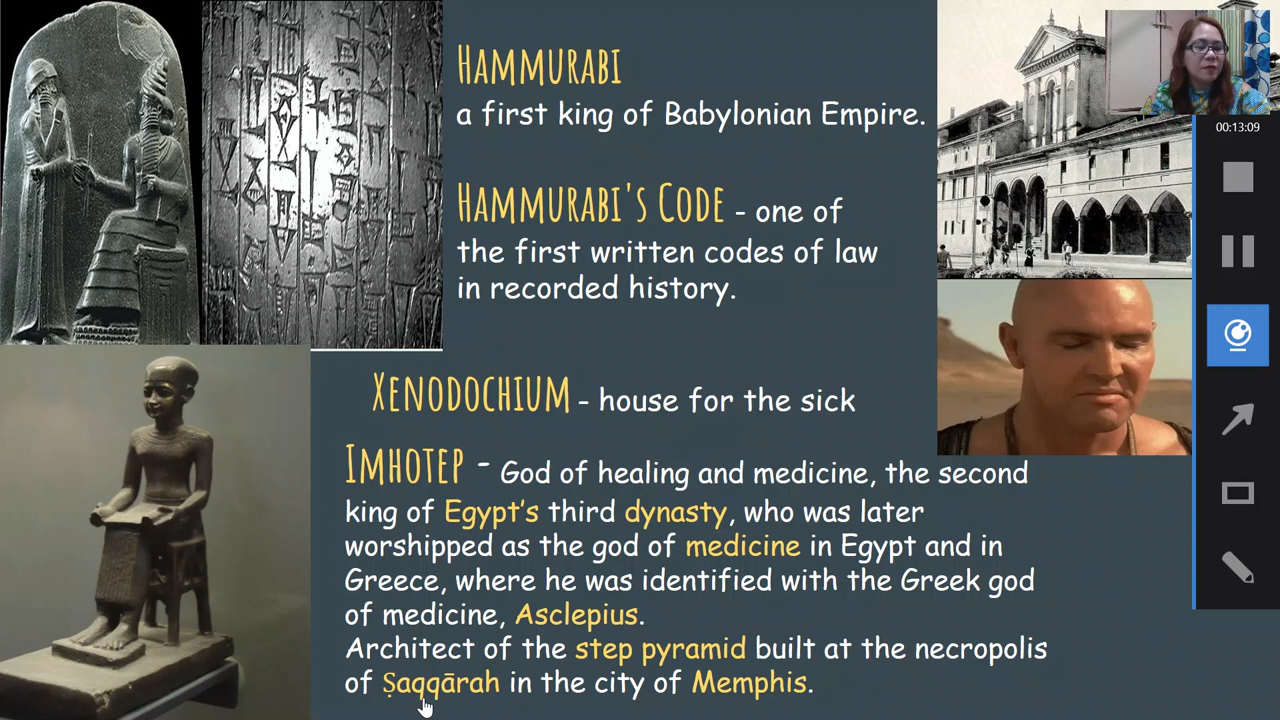 HAMMURABI
a first king of Babylonian Empire.
HAMMURABI'S CODE - one of
the first written codes of law
in recorded history.
XENODOCHIUM - house for the sick
IMHOTEP - God of healing and medicine, the second
king of Egypt's third dynasty, who was later
worshipped as the god of medicine in Egypt and in
Greece, where he was identified with the Greek god
of medicine, Asclepius.
Architect of the step pyramid built at the necropolis
of Ṣaqqārah in the city of Memphis.
00:13:09